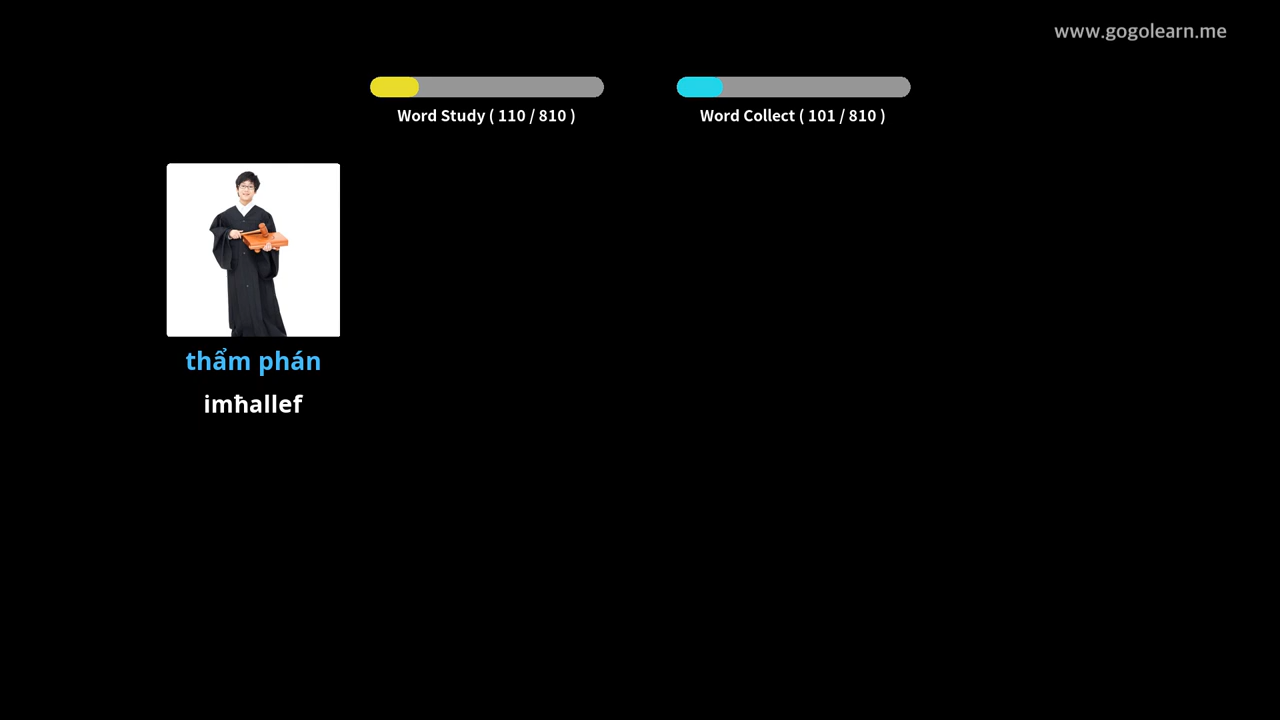 www.gogolearn.me
Word Study ( 110 / 810 )
Word Collect ( 101 / 810 )
thẩm phán
imħallef